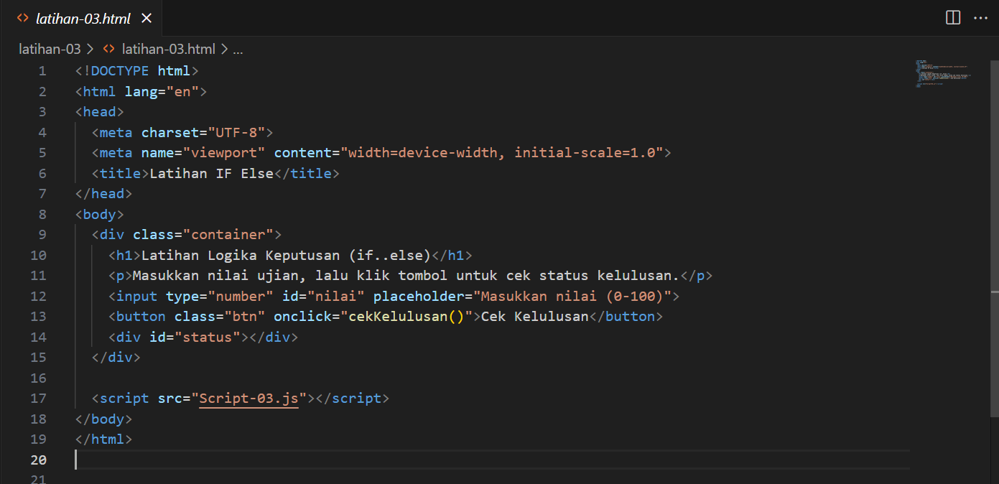 latihan-03.html
latihan-03 > latihan-03.html > ...
1 <!DOCTYPE html>
2 <html lang="en">
3 <head>
4   <meta charset="UTF-8">
5   <meta name="viewport" content="width=device-width, initial-scale=1.0">
6   <title>Latihan IF Else</title>
7 </head>
8 <body>
9   <div class="container">
10     <h1>Latihan Logika Keputusan (if..else)</h1>
11     <p>Masukkan nilai ujian, lalu klik tombol untuk cek status kelulusan.</p>
12     <input type="number" id="nilai" placeholder="Masukkan nilai (0-100)">
13     <button class="btn" onclick="cekKelulusan()">Cek Kelulusan</button>
14     <div id="status"></div>
15   </div>
16
17   <script src="Script-03.js"></script>
18 </body>
19 </html>
20
21